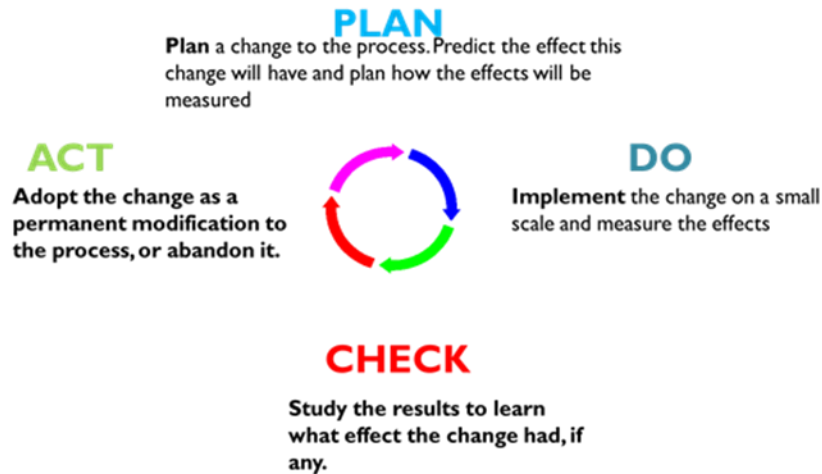 PLAN
Plan a change to the process. Predict the effect this
change will have and plan how the effects will be
measured
ACT
Adopt the change as a
permanent modification to
the process, or abandon it.
DO
Implement the change on a small
scale and measure the effects
CHECK
Study the results to learn
what effect the change had, if
any.